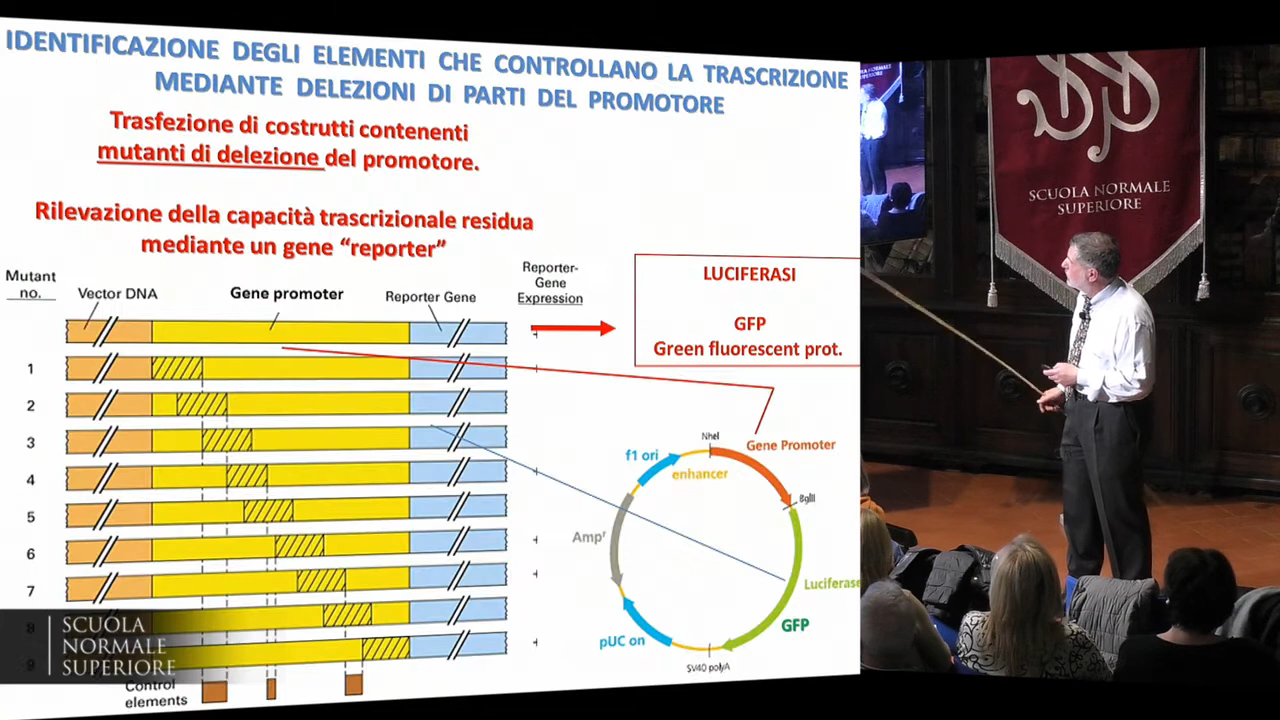 IDENTIFICAZIONE DEGLI ELEMENTI CHE CONTROLLANO LA TRASCRIZIONE
MEDIANTE DELEZIONI DI PARTI DEL PROMOTORE
Trasfezione di costrutti contenenti
mutanti di delezione del promotore.
Rilevazione della capacità trascrizionale residua
mediante un gene “reporter”
Mutant
no.
Vector DNA
Gene promoter
Reporter Gene
Reporter-
Gene
Expression
LUCIFERASI
GFP
Green fluorescent prot.
1
2
3
4
5
6
7
8
9
Control
elements
NheI
Gene Promoter
f1 ori
enhancer
BglII
Ampʳ
Luciferase
GFP
pUC on
SV40 polyA
SCUOLA
NORMALE
SUPERIORE
SCUOLA NORMALE
SUPERIORE